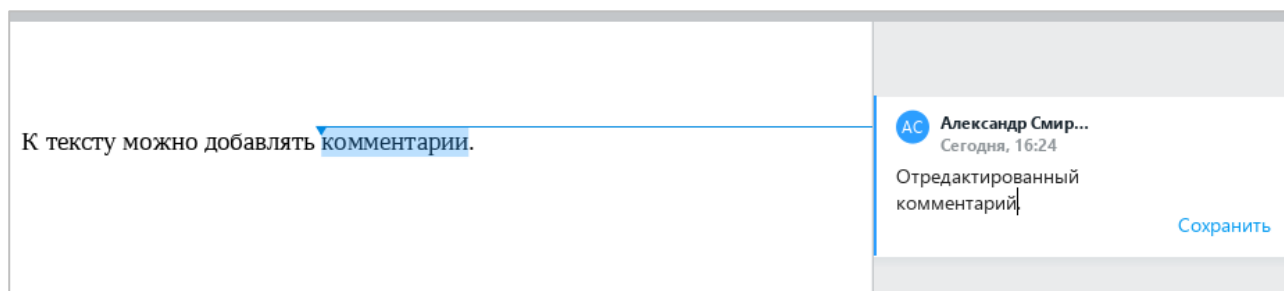 К тексту можно добавлять комментарии.
АС
Александр Смир...
Сегодня, 16:24
Отредактированный
комментарий.
Сохранить